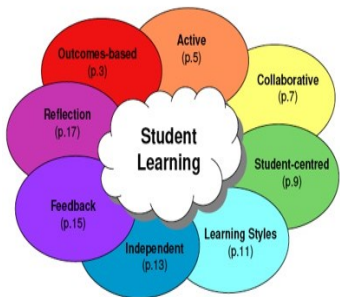 Student
Learning
Outcomes-based
(p.3)
Active
(p.5)
Collaborative
(p.7)
Student-centred
(p.9)
Learning Styles
(p.11)
Independent
(p.13)
Feedback
(p.15)
Reflection
(p.17)